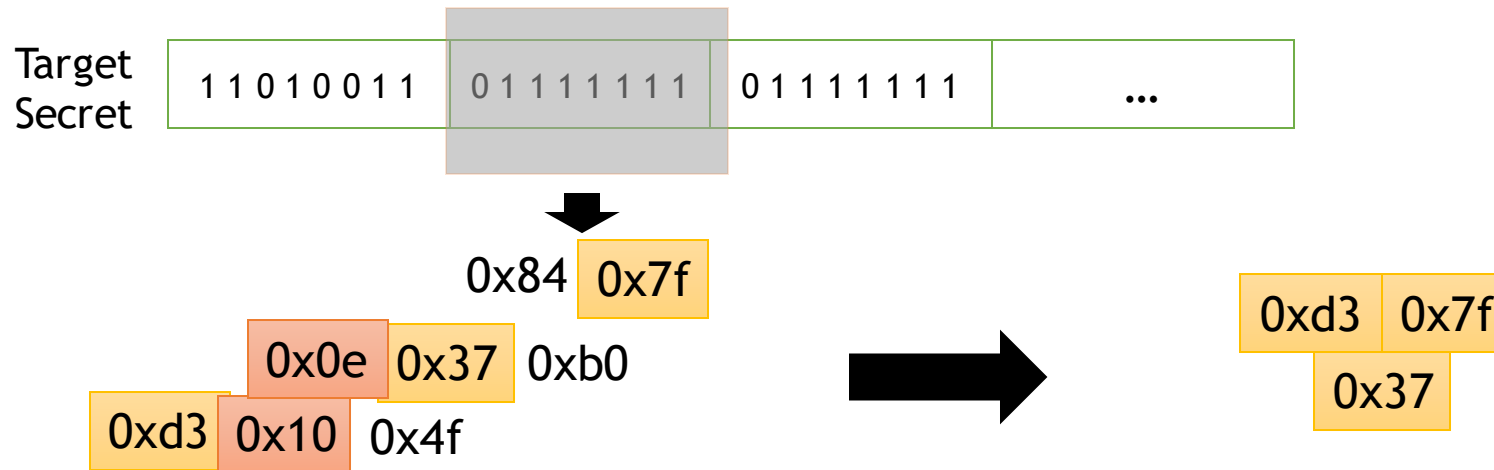 Target
Secret
1 1 0 1 0 0 1 1
0 1 1 1 1 1 1 1
0 1 1 1 1 1 1 1
...
0x84 0x7f
0x0e 0x37 0xb0
0xd3 0x10 0x4f
0xd3 0x7f
0x37